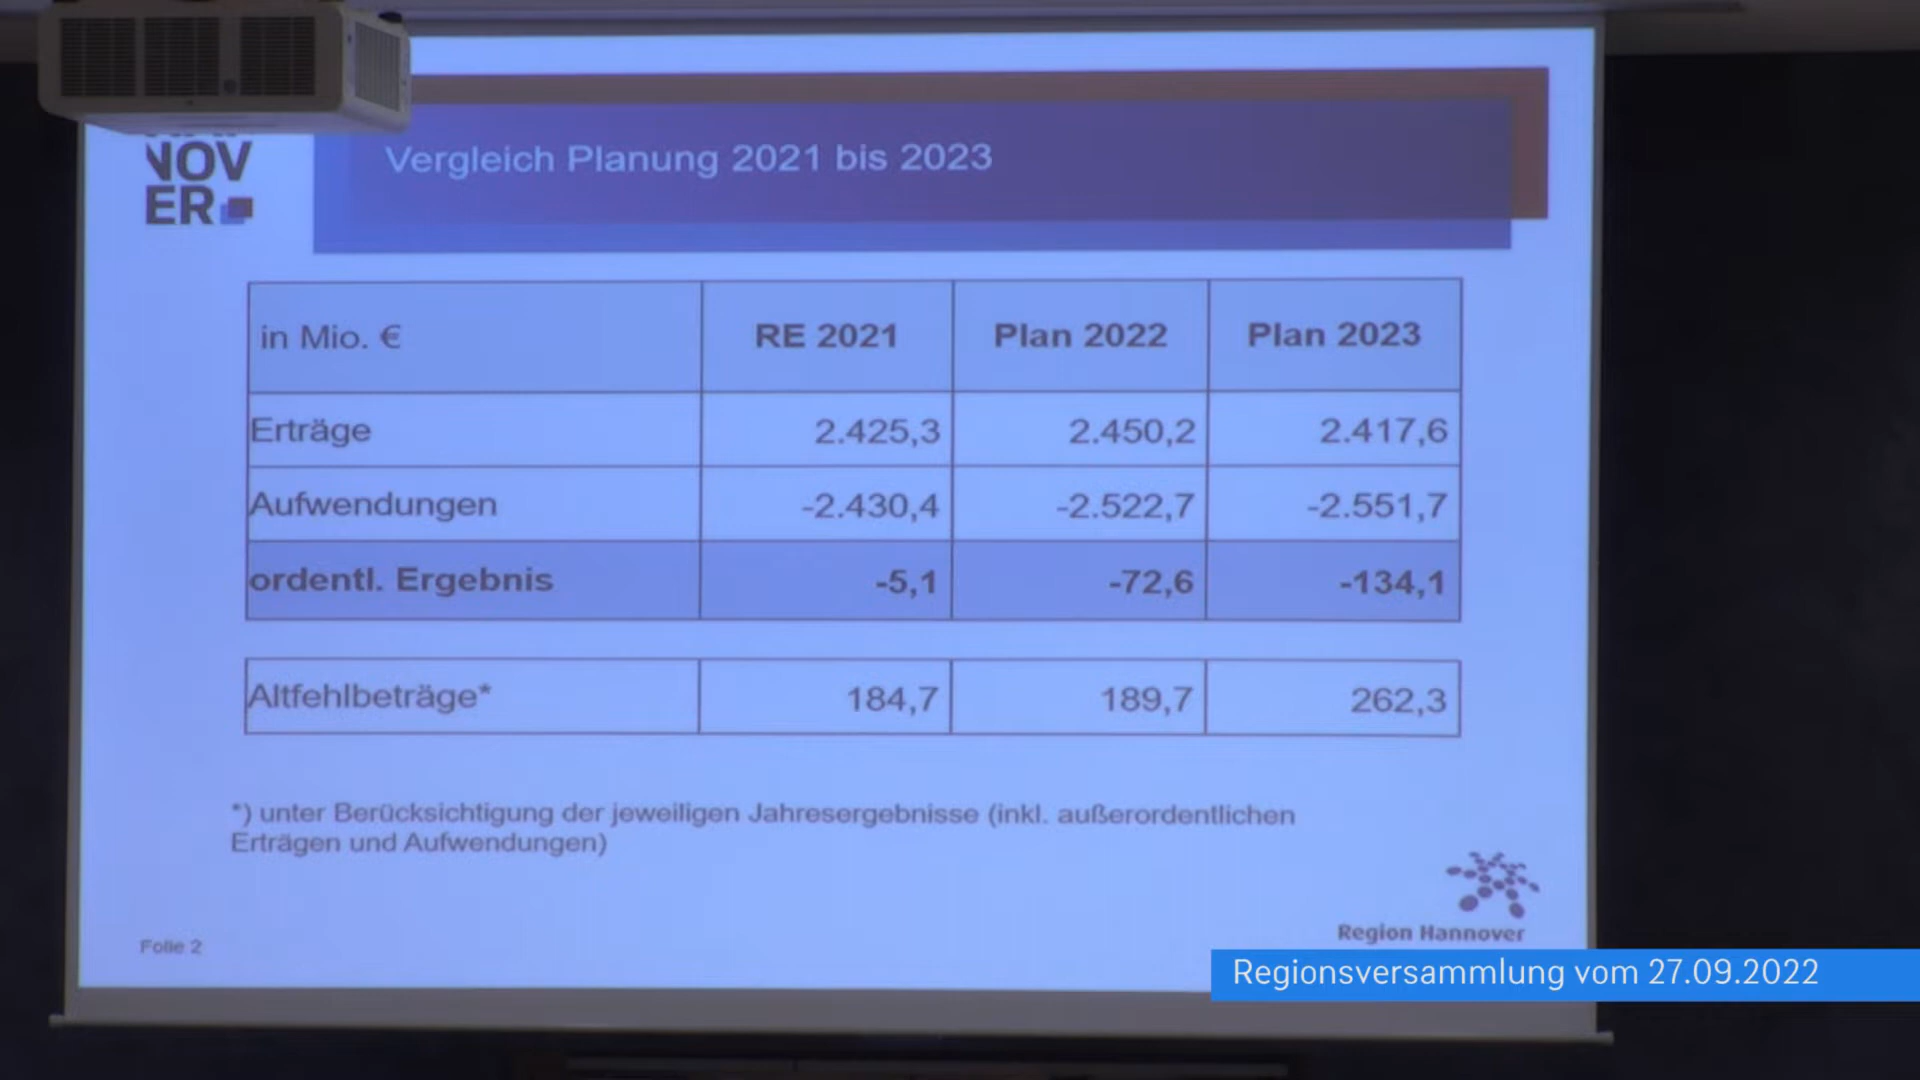 NOV
ER
Vergleich Planung 2021 bis 2023
in Mio. € RE 2021 Plan 2022 Plan 2023
Erträge 2.425,3 2.450,2 2.417,6
Aufwendungen -2.430,4 -2.522,7 -2.551,7
ordentl. Ergebnis -5,1 -72,6 -134,1
Altfehlbeträge* 184,7 189,7 262,3
*) unter Berücksichtigung der jeweiligen Jahresergebnisse (inkl. außerordentlichen
Erträgen und Aufwendungen)
Region Hannover
Folie 2
Regionsversammlung vom 27.09.2022